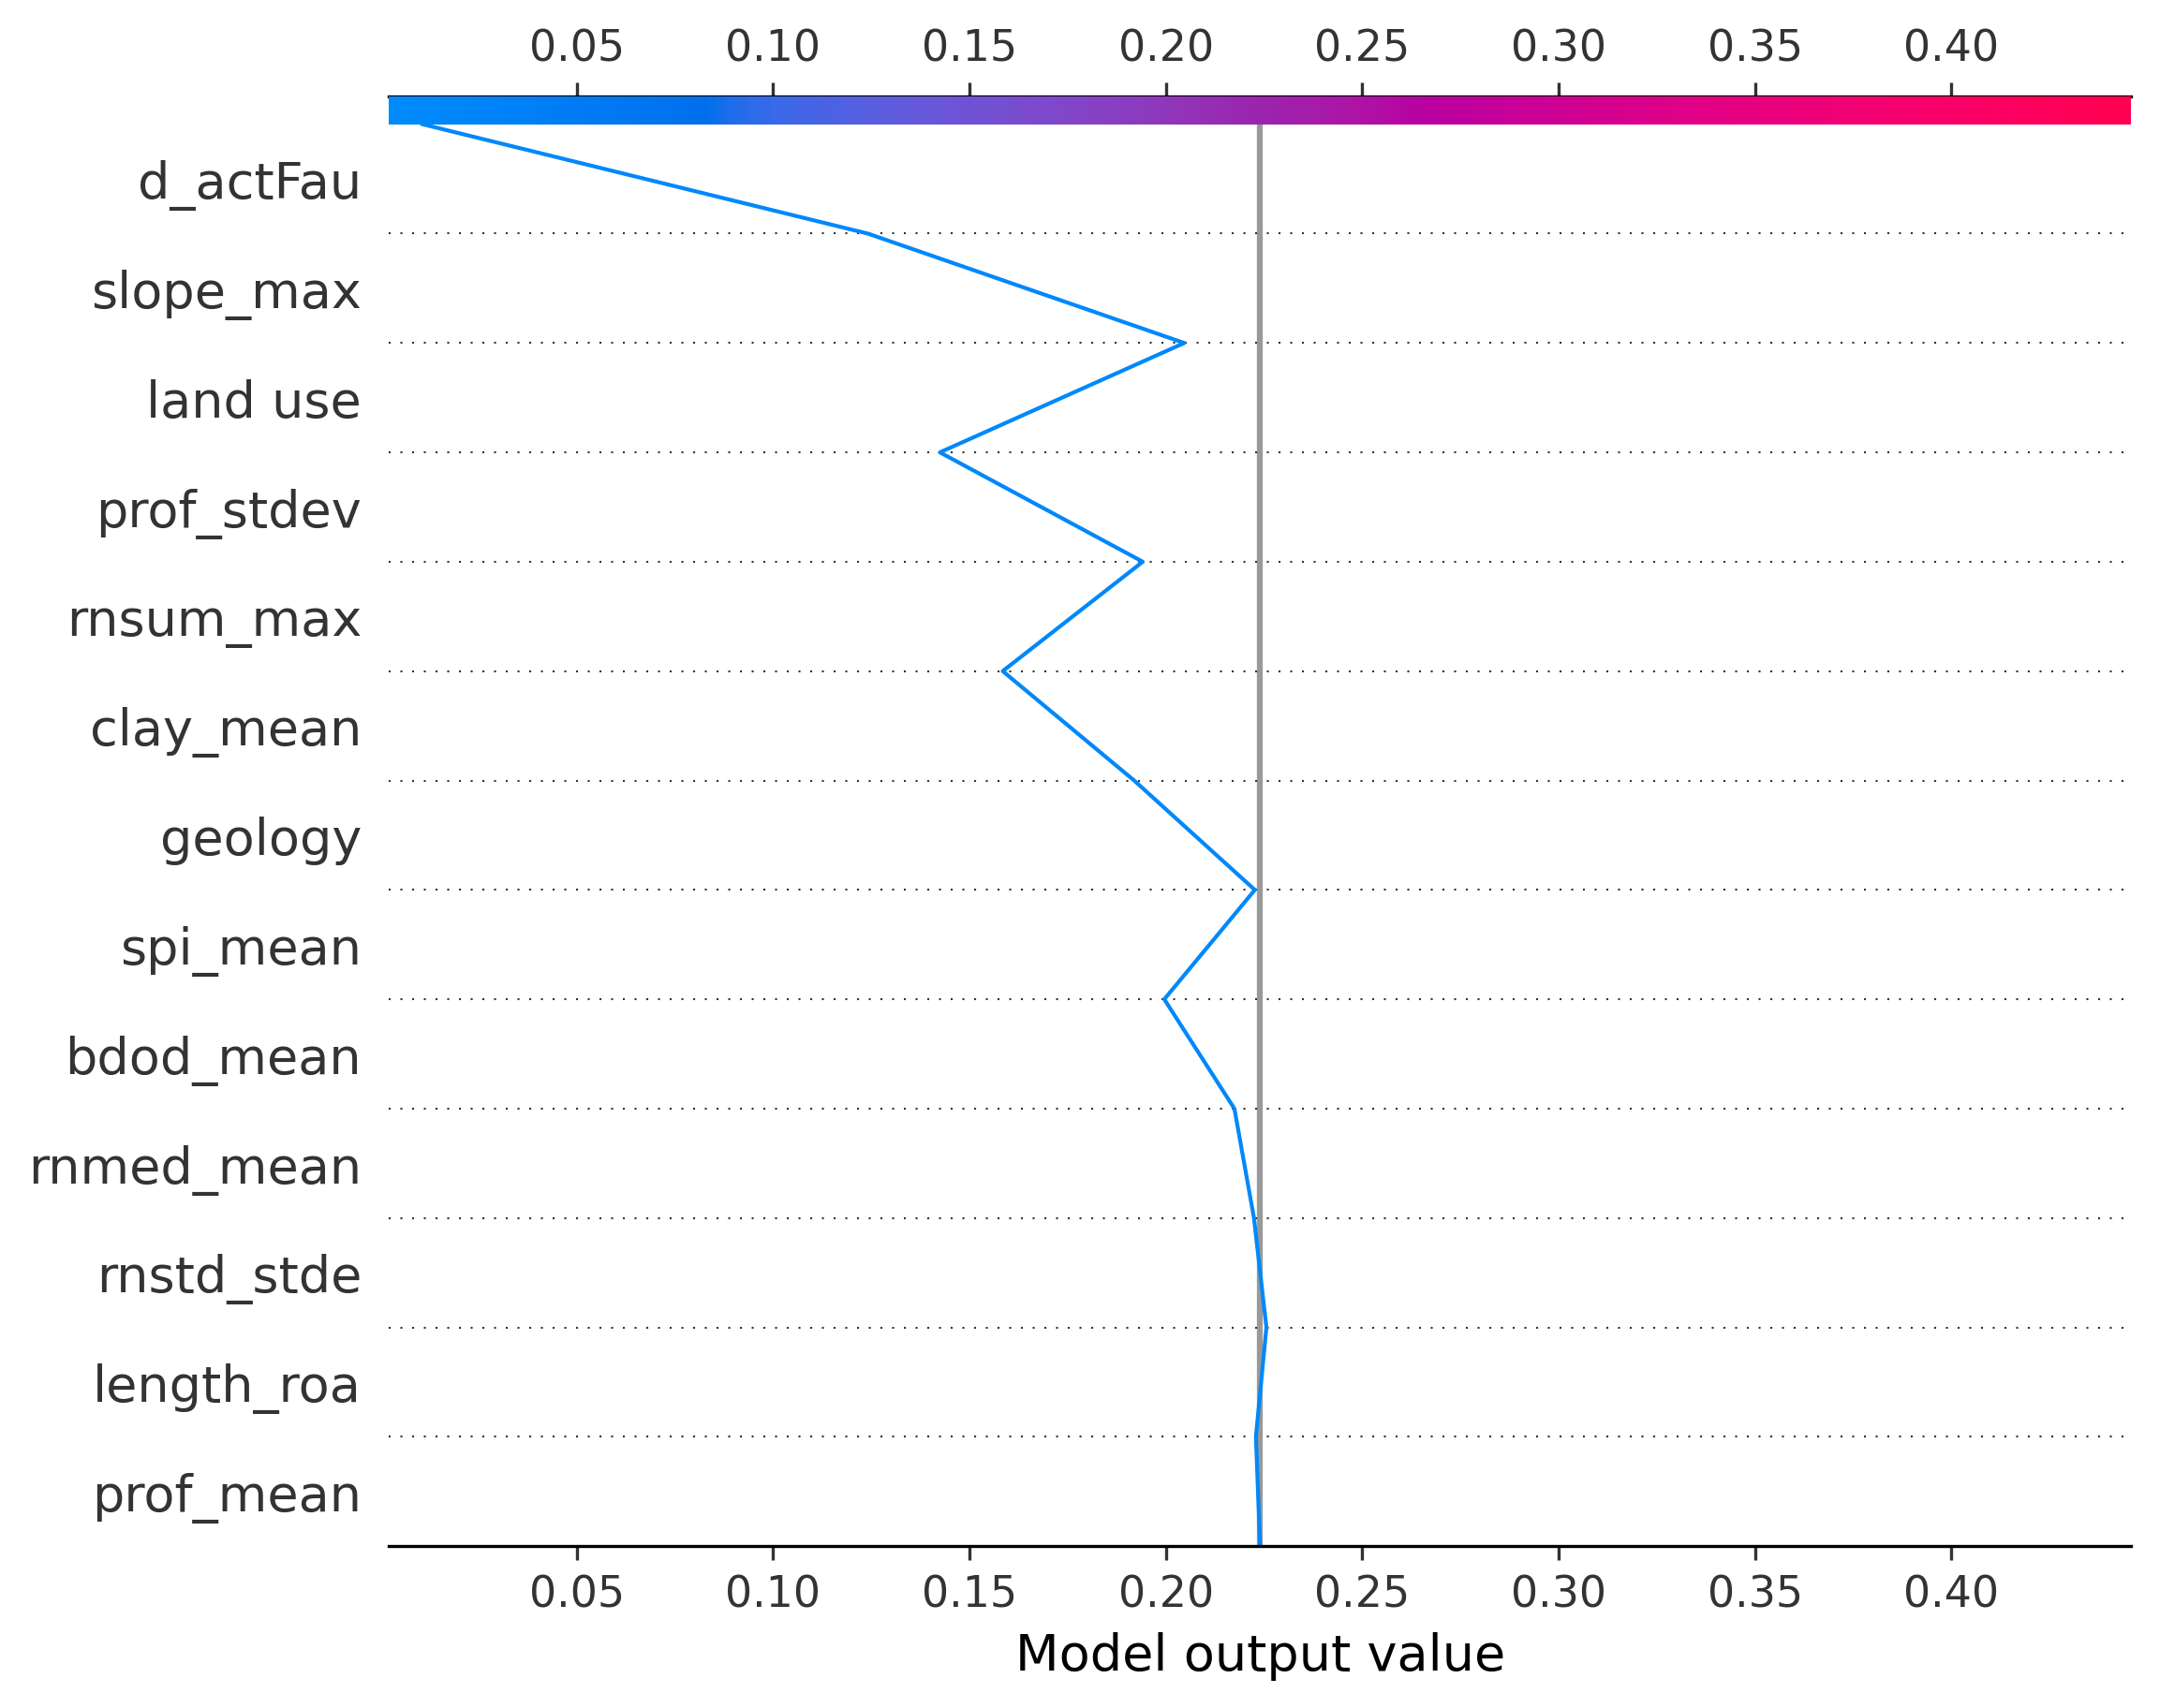 0.05 0.10 0.15 0.20 0.25 0.30 0.35 0.40
d_actFau
slope_max
land use
prof_stdev
rnsum_max
clay_mean
geology
spi_mean
bdod_mean
rnmed_mean
rnstd_stde
length_roa
prof_mean
0.05 0.10 0.15 0.20 0.25 0.30 0.35 0.40
Model output value